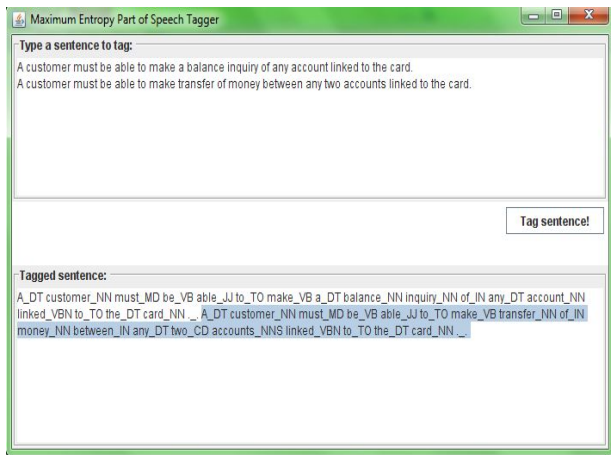 Maximum Entropy Part of Speech Tagger
Type a sentence to tag:
A customer must be able to make a balance inquiry of any account linked to the card.
A customer must be able to make transfer of money between any two accounts linked to the card.
Tag sentence!
Tagged sentence:
A_DT customer_NN must_MD be_VB able_JJ to_TO make_VB a_DT balance_NN inquiry_NN of_IN any_DT account_NN
linked_VBN to_TO the_DT card_NN ._. A_DT customer_NN must_MD be_VB able_JJ to_TO make_VB transfer_NN of_IN
money_NN between_IN any_DT two_CD accounts_NNS linked_VBN to_TO the_DT card_NN ._.